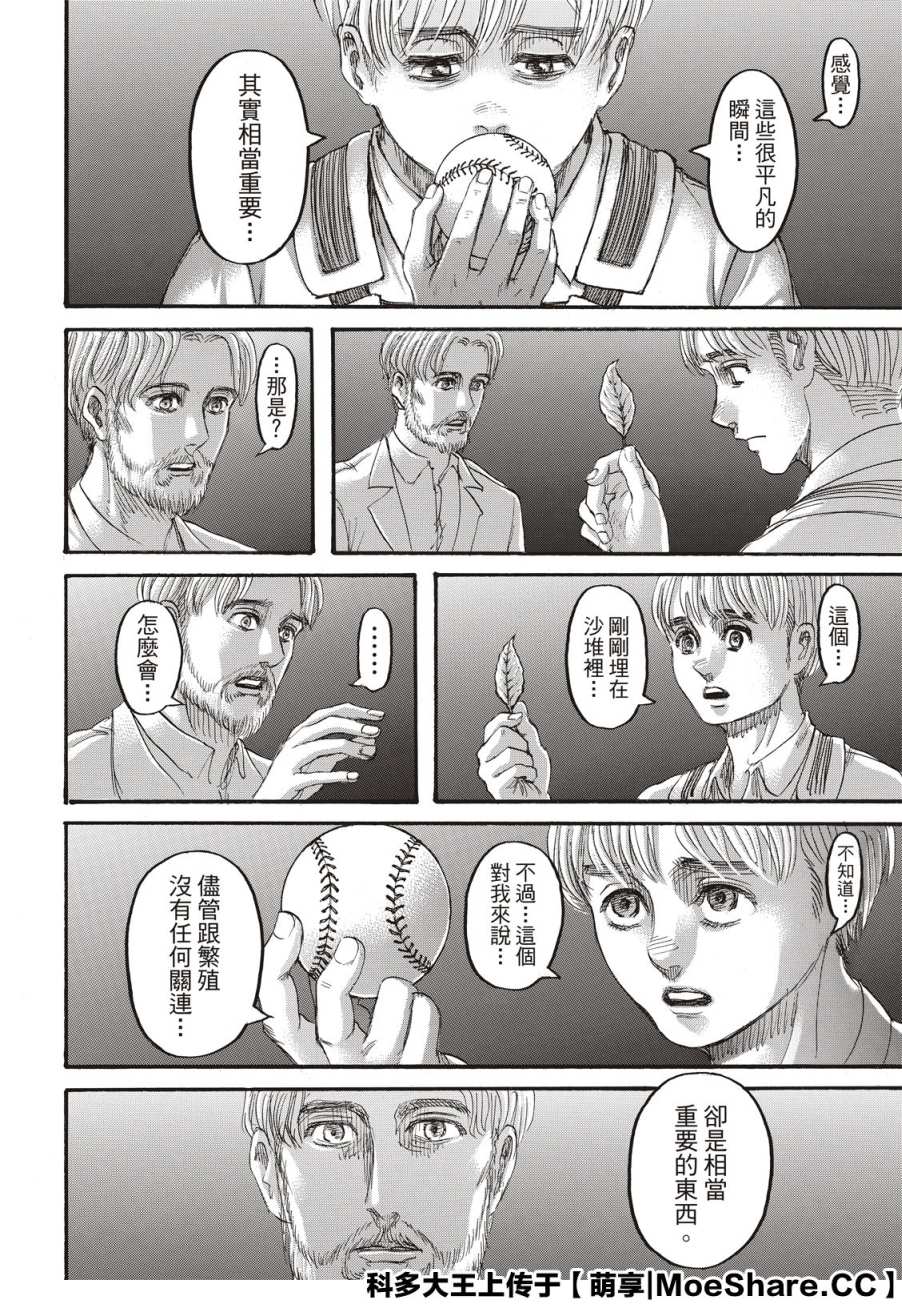 感覺…
這些很平凡的
瞬間…
其實相當重要…
…那是?
這個…
剛剛埋在
沙堆裡…
……
怎麼會…
不知道…
不過…這個
對我來說…
儘管跟繁殖
沒有任何關連…
卻是相當
重要的東西。
科多大王上传于【萌享|MoeShare.CC】